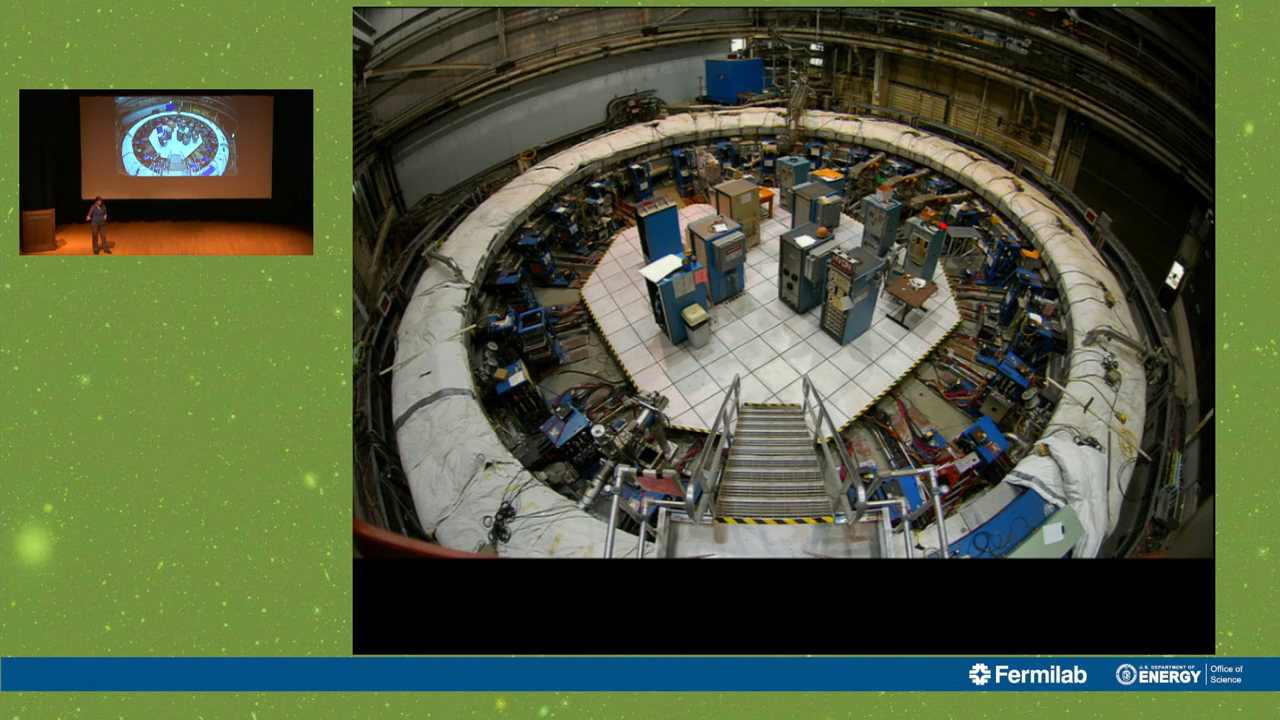 Fermilab
U.S. DEPARTMENT OF
ENERGY
Office of
Science